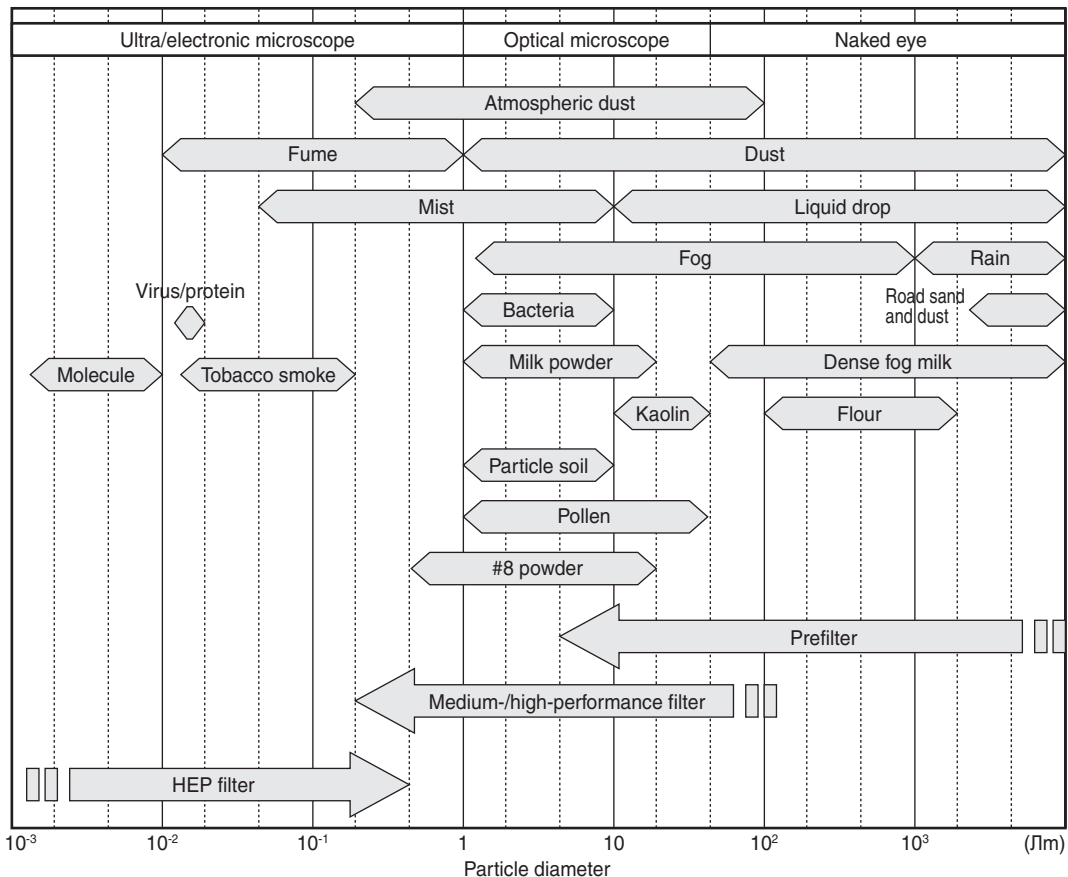 Ultra/electronic microscope Optical microscope Naked eye
Atmospheric dust
Fume Dust
Mist Liquid drop
Fog Rain
Virus/protein Bacteria Road sand
and dust
Molecule Tobacco smoke Milk powder Dense fog milk
Kaolin Flour
Particle soil
Pollen
#8 powder
Prefilter
Medium-/high-performance filter
HEP filter
10⁻³ 10⁻² 10⁻¹ 1 10 10² 10³ (Лm)
Particle diameter